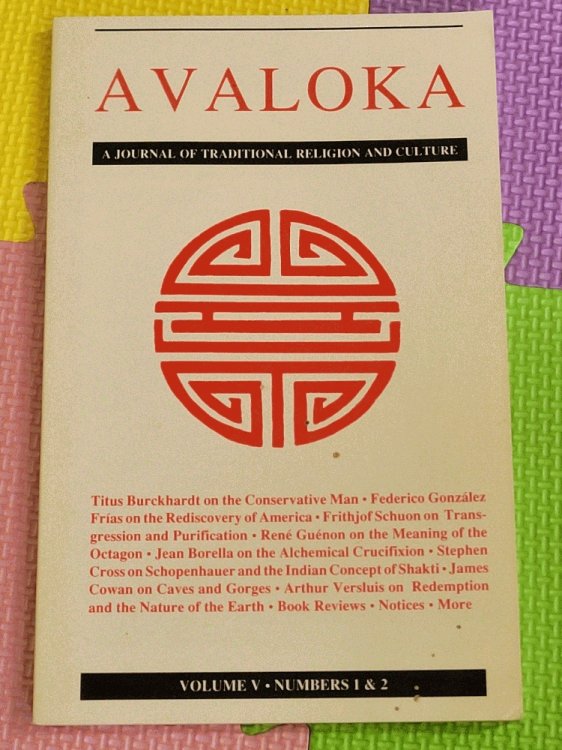 AVALOKA
A JOURNAL OF TRADITIONAL RELIGION AND CULTURE
Titus Burckhardt on the Conservative Man • Federico González
Frías on the Rediscovery of America • Frithjof Schuon on Trans-
gression and Purification • René Guénon on the Meaning of the
Octagon • Jean Borella on the Alchemical Crucifixion • Stephen
Cross on Schopenhauer and the Indian Concept of Shakti • James
Cowan on Caves and Gorges • Arthur Versluis on Redemption
and the Nature of the Earth • Book Reviews • Notices • More
VOLUME V • NUMBERS 1 & 2